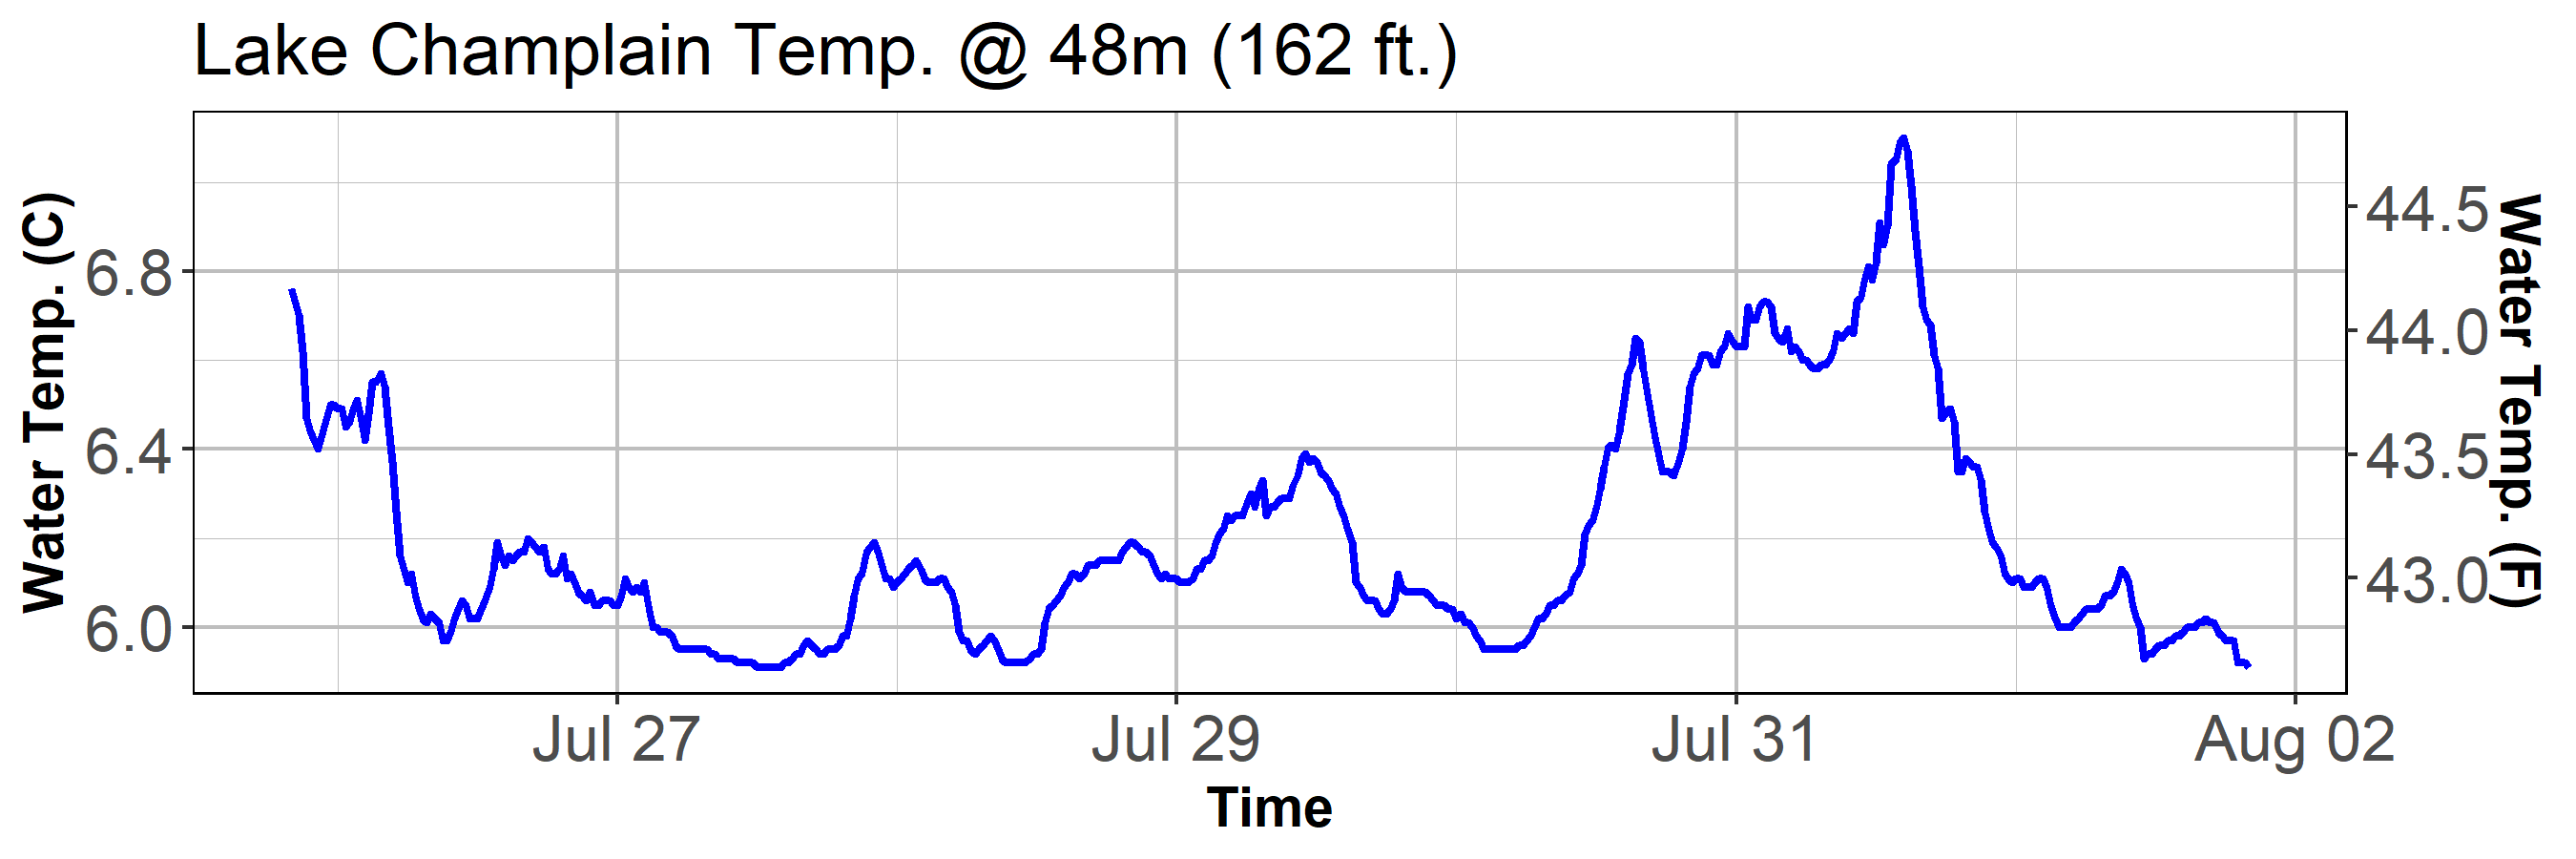 Lake Champlain Temp. @ 48m (162 ft.)
Water Temp. (C)
6.8
6.4
6.0
44.5
44.0
43.5
43.0
Water Temp. (F)
Jul 27
Jul 29
Jul 31
Aug 02
Time